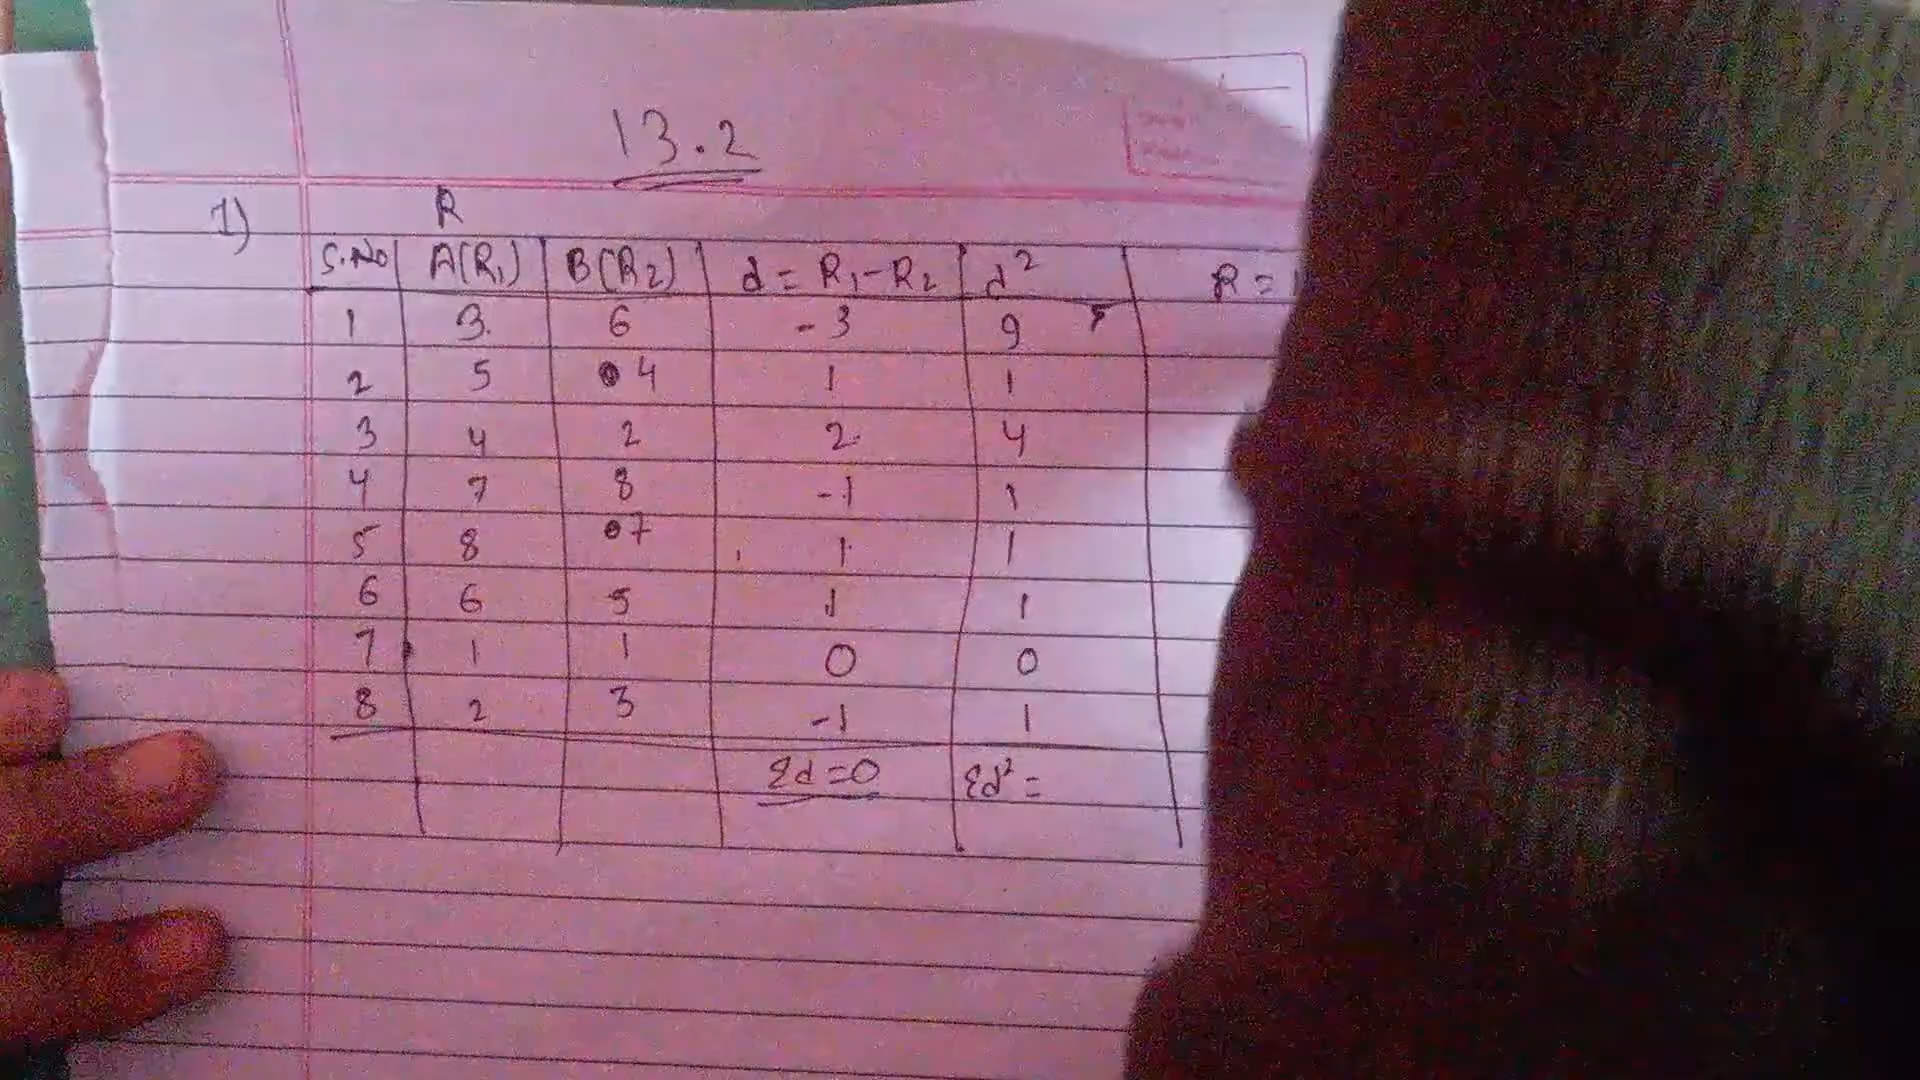 13.2
1)
R
S.No A(R₁) B(R₂) d = R₁-R₂ d² R =
1 3 6 -3 9
2 5 4 1 1
3 4 2 2 4
4 7 8 -1 1
5 8 7 1 1
6 6 5 1 1
7 1 1 0 0
8 2 3 -1 1
Σd=0 Σd²=